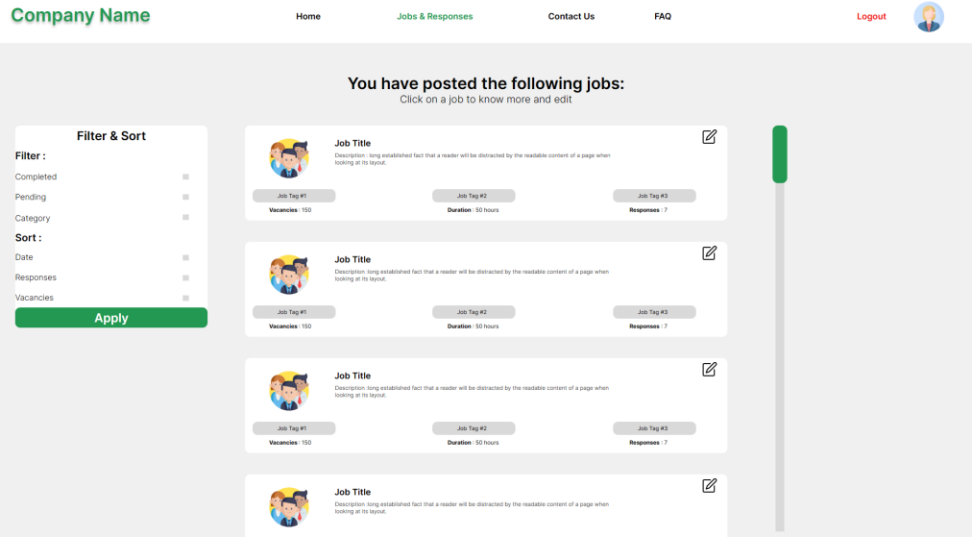 Company Name
Home
Jobs & Responses
Contact Us
FAQ
Logout
You have posted the following jobs:
Click on a job to know more and edit
Filter & Sort
Filter :
Completed
Pending
Category
Sort :
Date
Responses
Vacancies
Apply
Job Title
Description : long established fact that a reader will be distracted by the readable content of a page when
looking at its layout.
Job Tag #1
Job Tag #2
Job Tag #3
Vacancies : 150
Duration : 50 hours
Responses : 7
Job Title
Description :long established fact that a reader will be distracted by the readable content of a page when
looking at its layout.
Job Tag #1
Job Tag #2
Job Tag #3
Vacancies : 150
Duration : 50 hours
Responses : 7
Job Title
Description :long established fact that a reader will be distracted by the readable content of a page when
looking at its layout.
Job Tag #1
Job Tag #2
Job Tag #3
Vacancies : 150
Duration : 50 hours
Responses : 7
Job Title
Description :long established fact that a reader will be distracted by the readable content of a page when
looking at its layout.